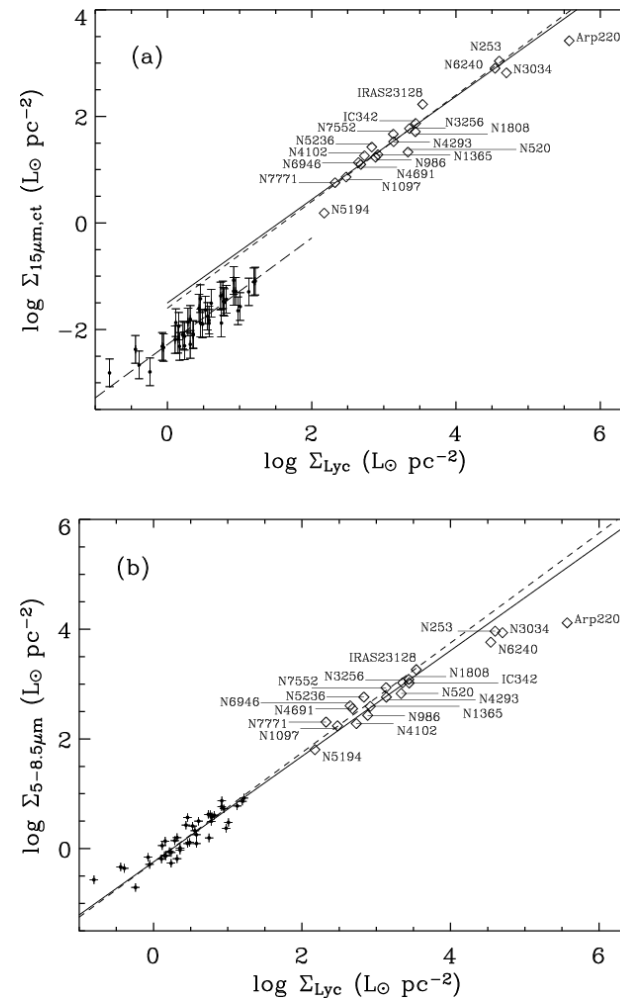 (a)
4
2
0
−2
log Σ15μm,ct (L⊙ pc−2)
Arp220
N253
N6240
N3034
IRAS23128
IC342
N3256
N7552
N1808
N5236
N4293
N520
N4102
N1365
N6946
N986
N4691
N7771
N1097
N5194
0 2 4 6
log ΣLyc (L⊙ pc−2)
(b)
6
4
2
0
log Σ5−8.5μm (L⊙ pc−2)
Arp220
N253
N3034
N6240
IRAS23128
N3256
N1808
N7552
IC342
N5236
N520
N6946
N4293
N4691
N1365
N7771
N986
N1097
N4102
N5194
0 2 4 6
log ΣLyc (L⊙ pc−2)